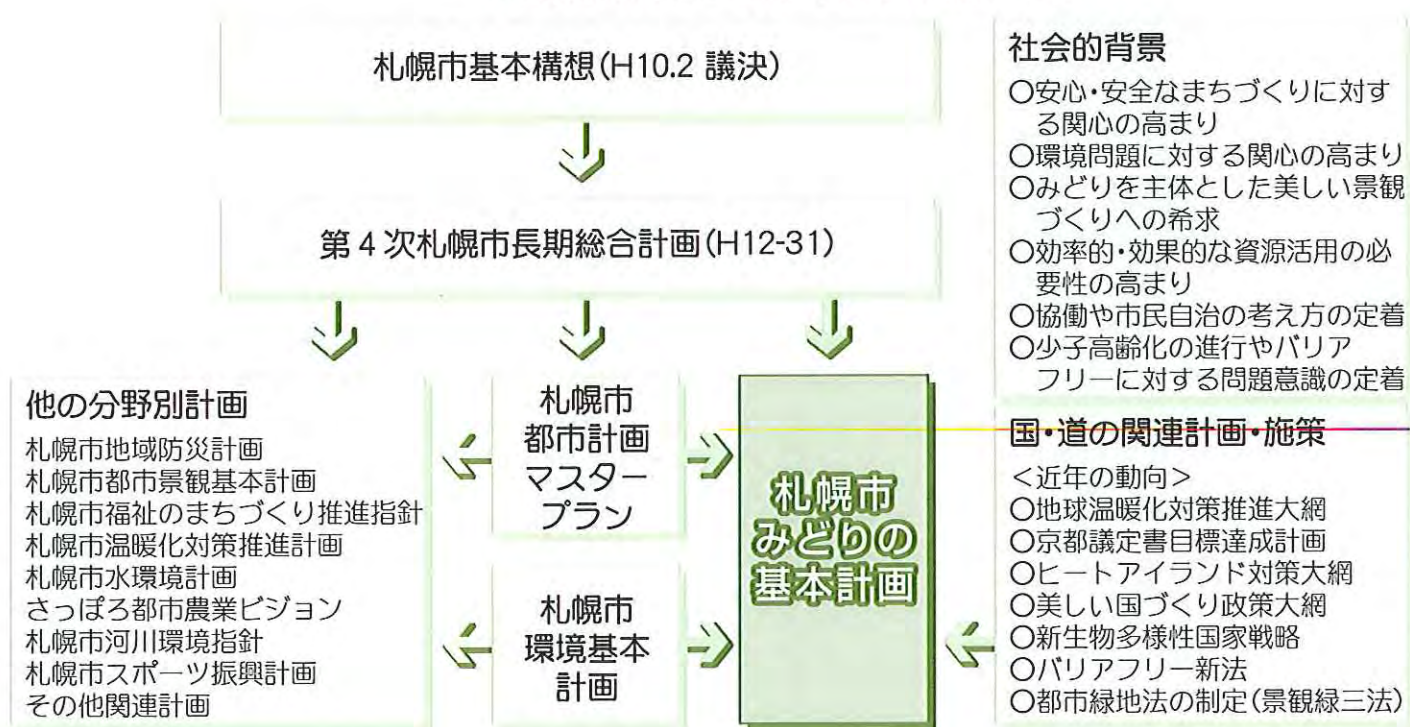 札幌市基本構想(H10.2 議決)
第4次札幌市長期総合計画(H12-31)
他の分野別計画
札幌市地域防災計画
札幌市都市景観基本計画
札幌市福祉のまちづくり推進指針
札幌市温暖化対策推進計画
札幌市水環境計画
さっぽろ都市農業ビジョン
札幌市河川環境指針
札幌市スポーツ振興計画
その他関連計画
札幌市
都市計画
マスター
プラン
札幌市
環境基本
計画
札幌市
みどりの
基本計画
社会的背景
○安心・安全なまちづくりに対す
る関心の高まり
○環境問題に対する関心の高まり
○みどりを主体とした美しい景観
づくりへの希求
○効率的・効果的な資源活用の必
要性の高まり
○協働や市民自治の考え方の定着
○少子高齢化の進行やバリア
フリーに対する問題意識の定着
国・道の関連計画・施策
<近年の動向>
○地球温暖化対策推進大綱
○京都議定書目標達成計画
○ヒートアイランド対策大綱
○美しい国づくり政策大綱
○新生物多様性国家戦略
○バリアフリー新法
○都市緑地法の制定(景観緑三法)